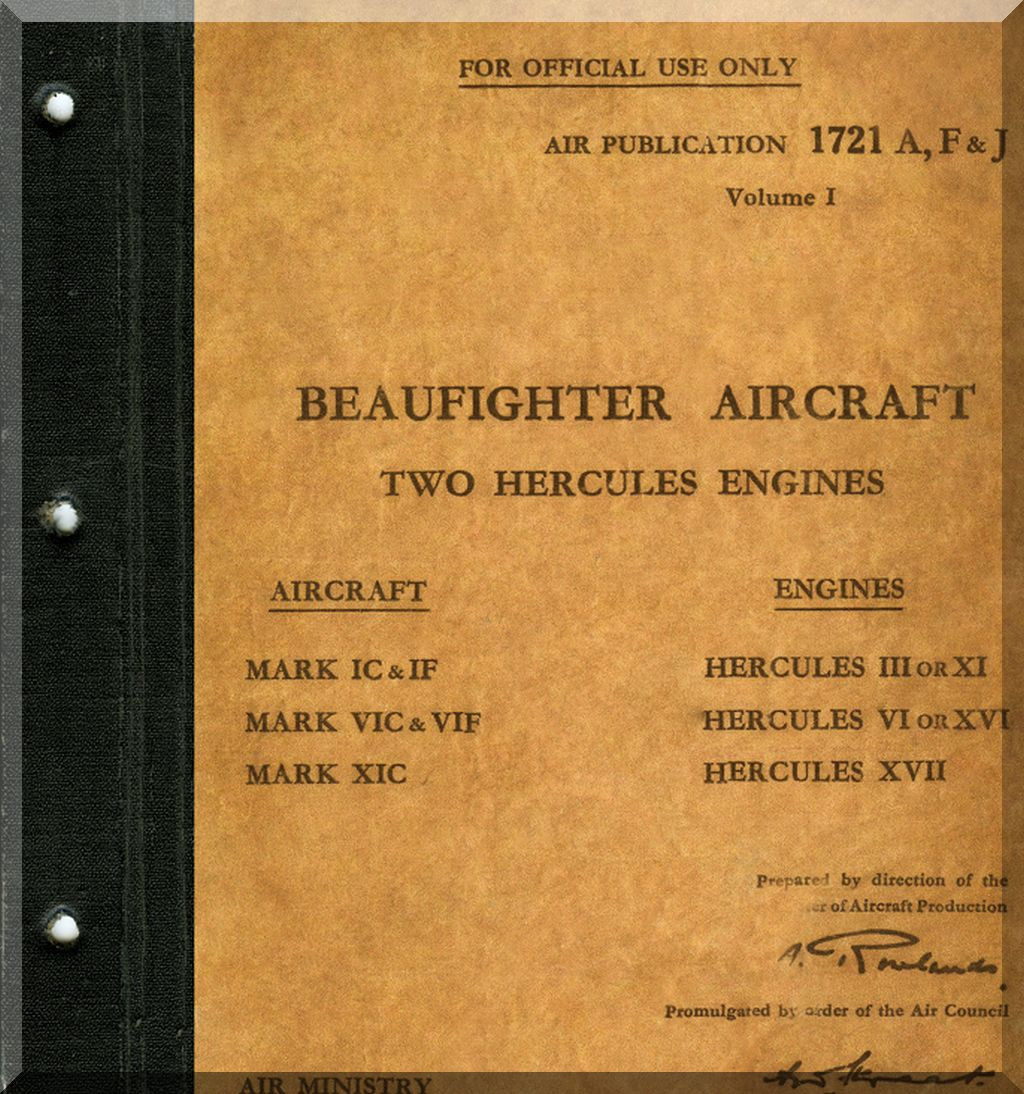 FOR OFFICIAL USE ONLY
AIR PUBLICATION 1721 A, F & J
Volume I
BEAUFIGHTER AIRCRAFT
TWO HERCULES ENGINES
AIRCRAFT ENGINES
MARK IC & IF HERCULES III OR XI
MARK VIC & VIF HERCULES VI OR XVI
MARK XIC HERCULES XVII
Prepared by direction of the
of Aircraft Production
A. Rowlands.
Promulgated by order of the Air Council
AIR MINISTRY